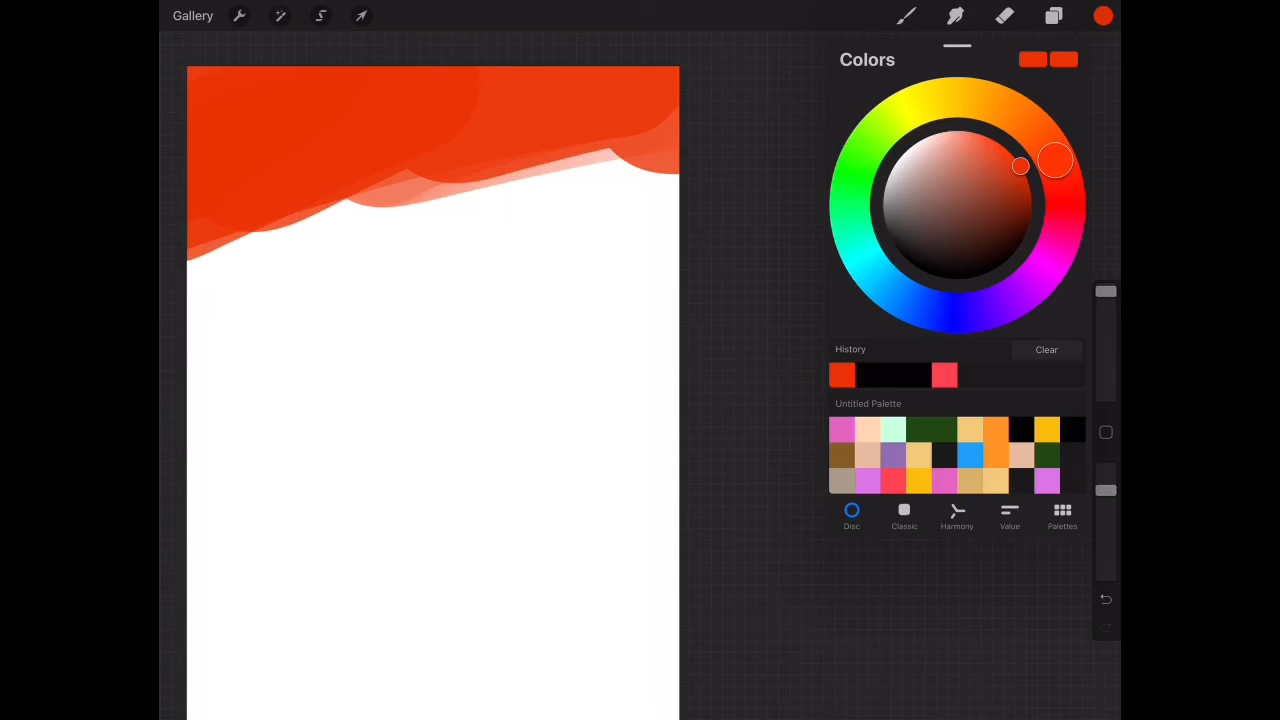 Gallery
Colors
History
Clear
Untitled Palette
Disc
Classic
Harmony
Value
Palettes